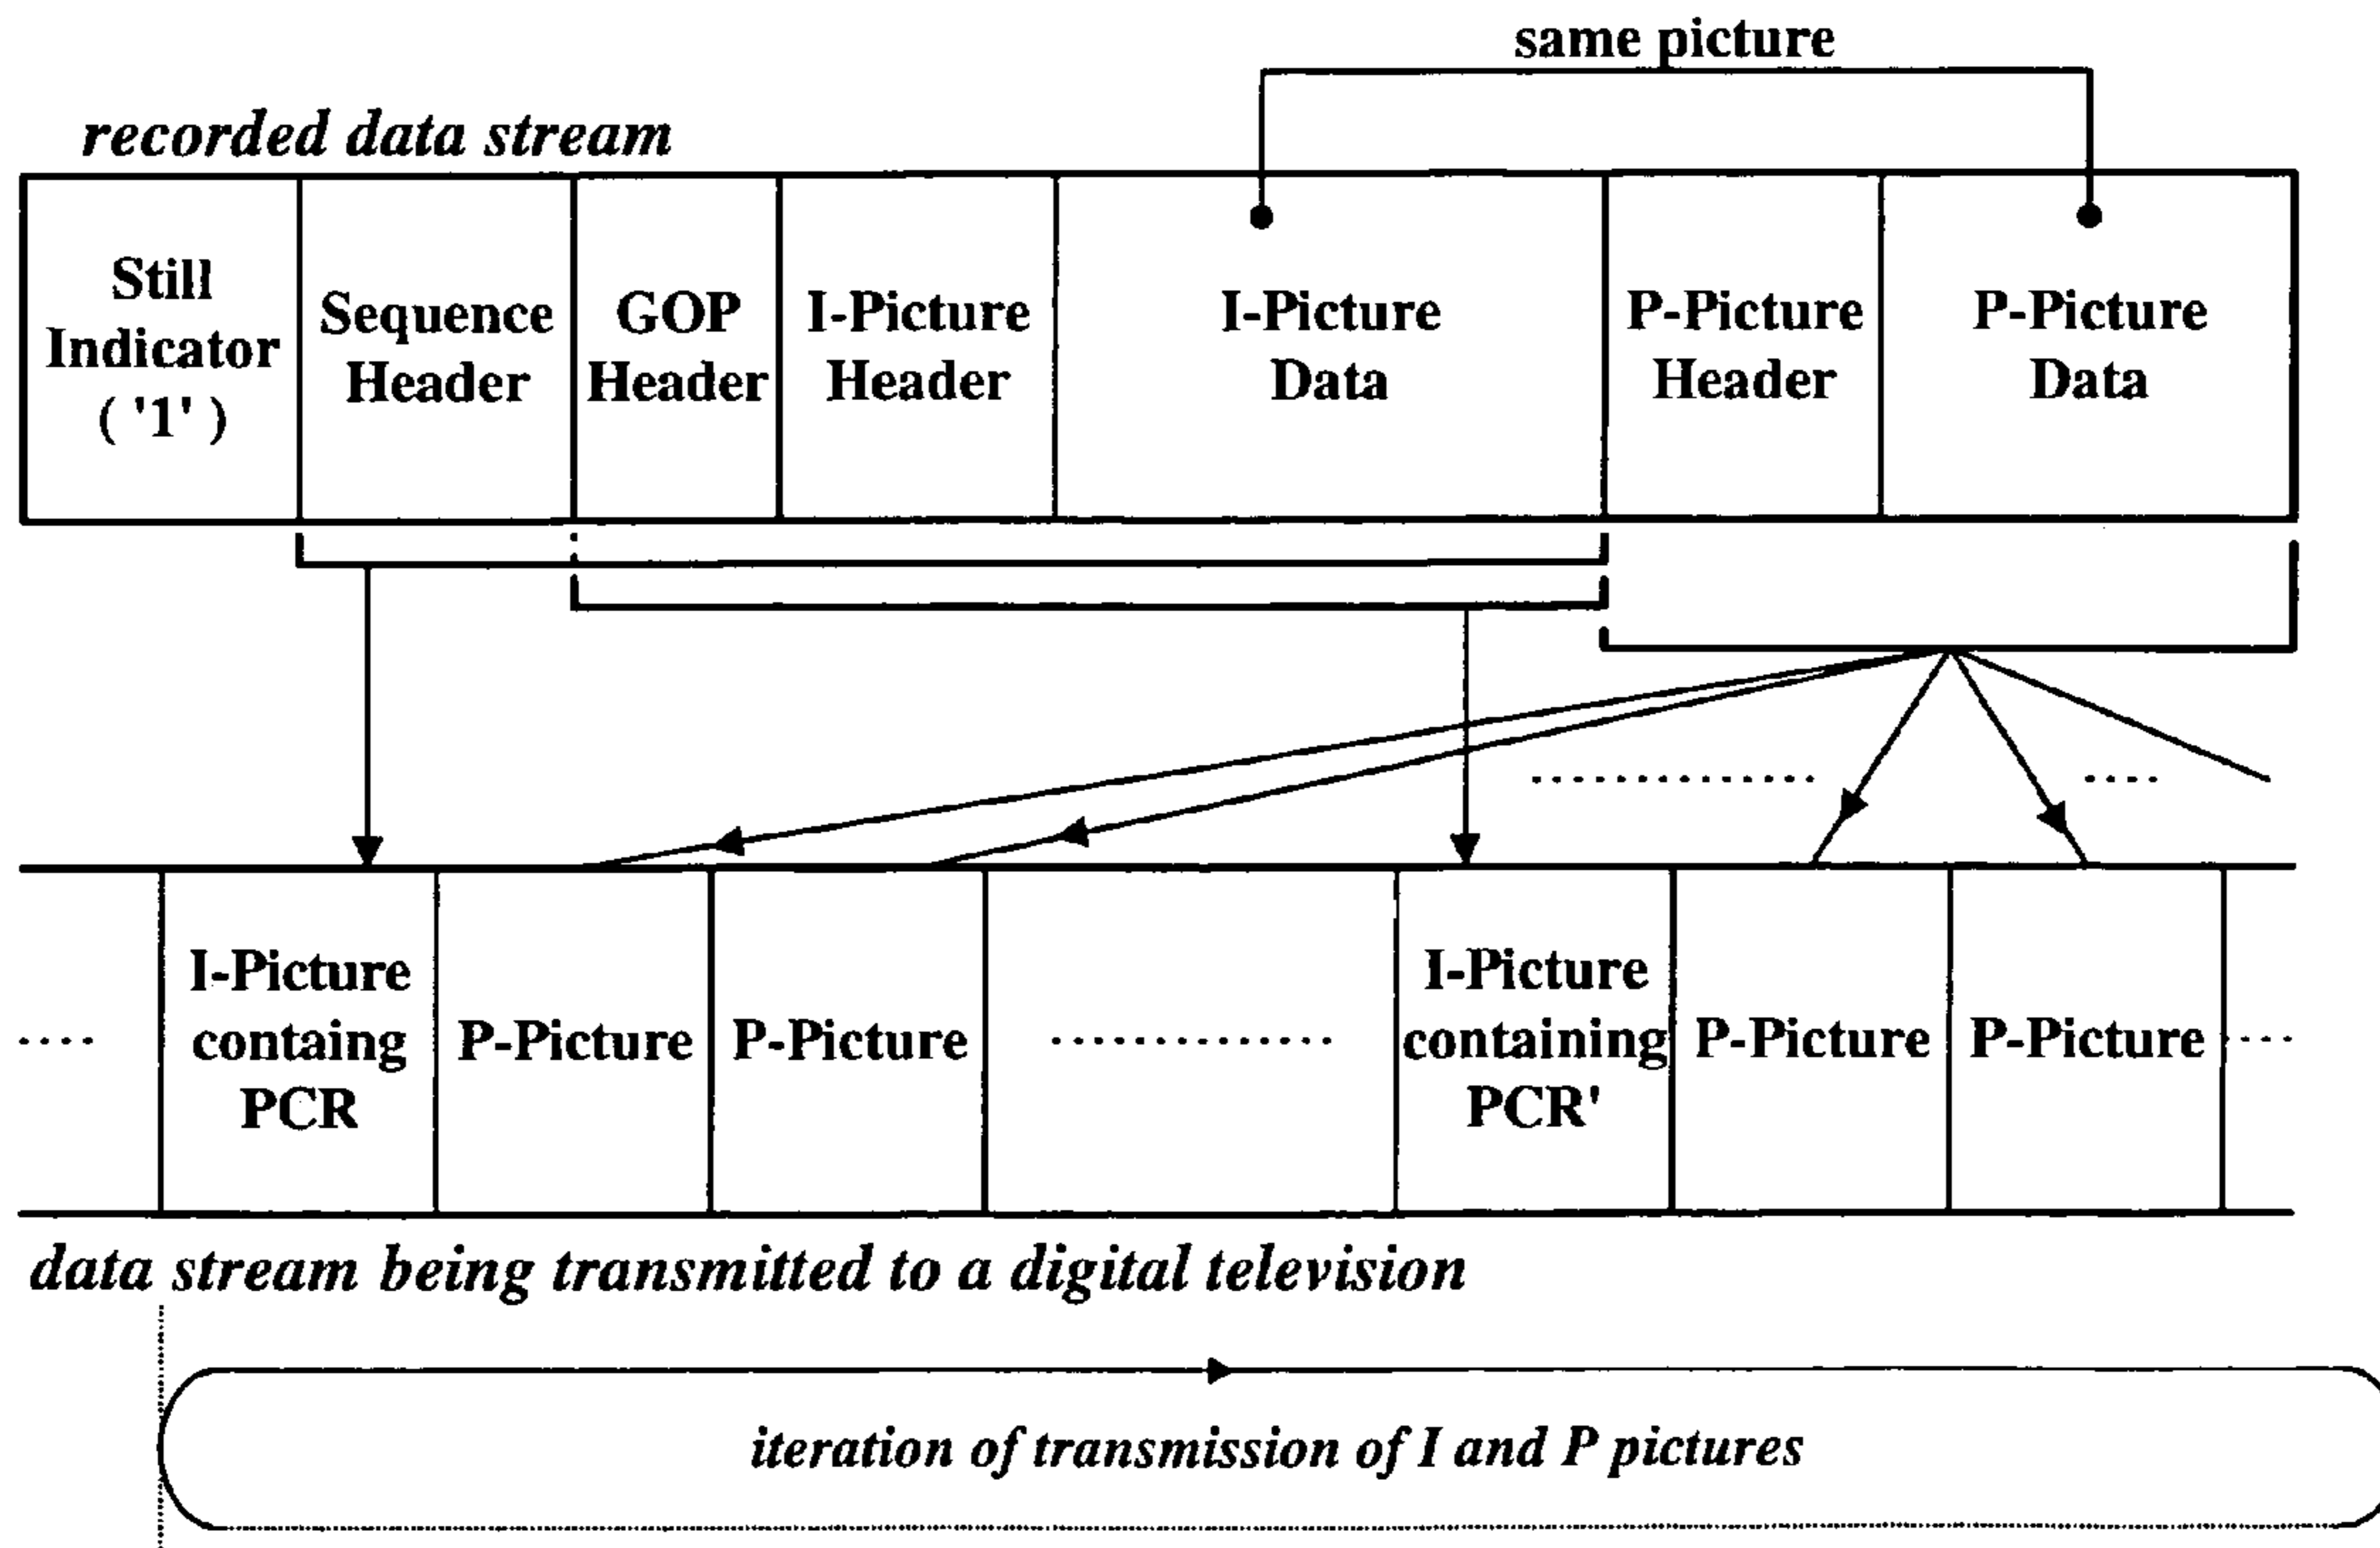 same picture
recorded data stream
Still
Indicator
( '1' )
Sequence
Header
GOP
Header
I-Picture
Header
I-Picture
Data
P-Picture
Header
P-Picture
Data
I-Picture
containg
PCR
P-Picture
P-Picture
I-Picture
containing
PCR'
P-Picture
P-Picture
data stream being transmitted to a digital television
iteration of transmission of I and P pictures